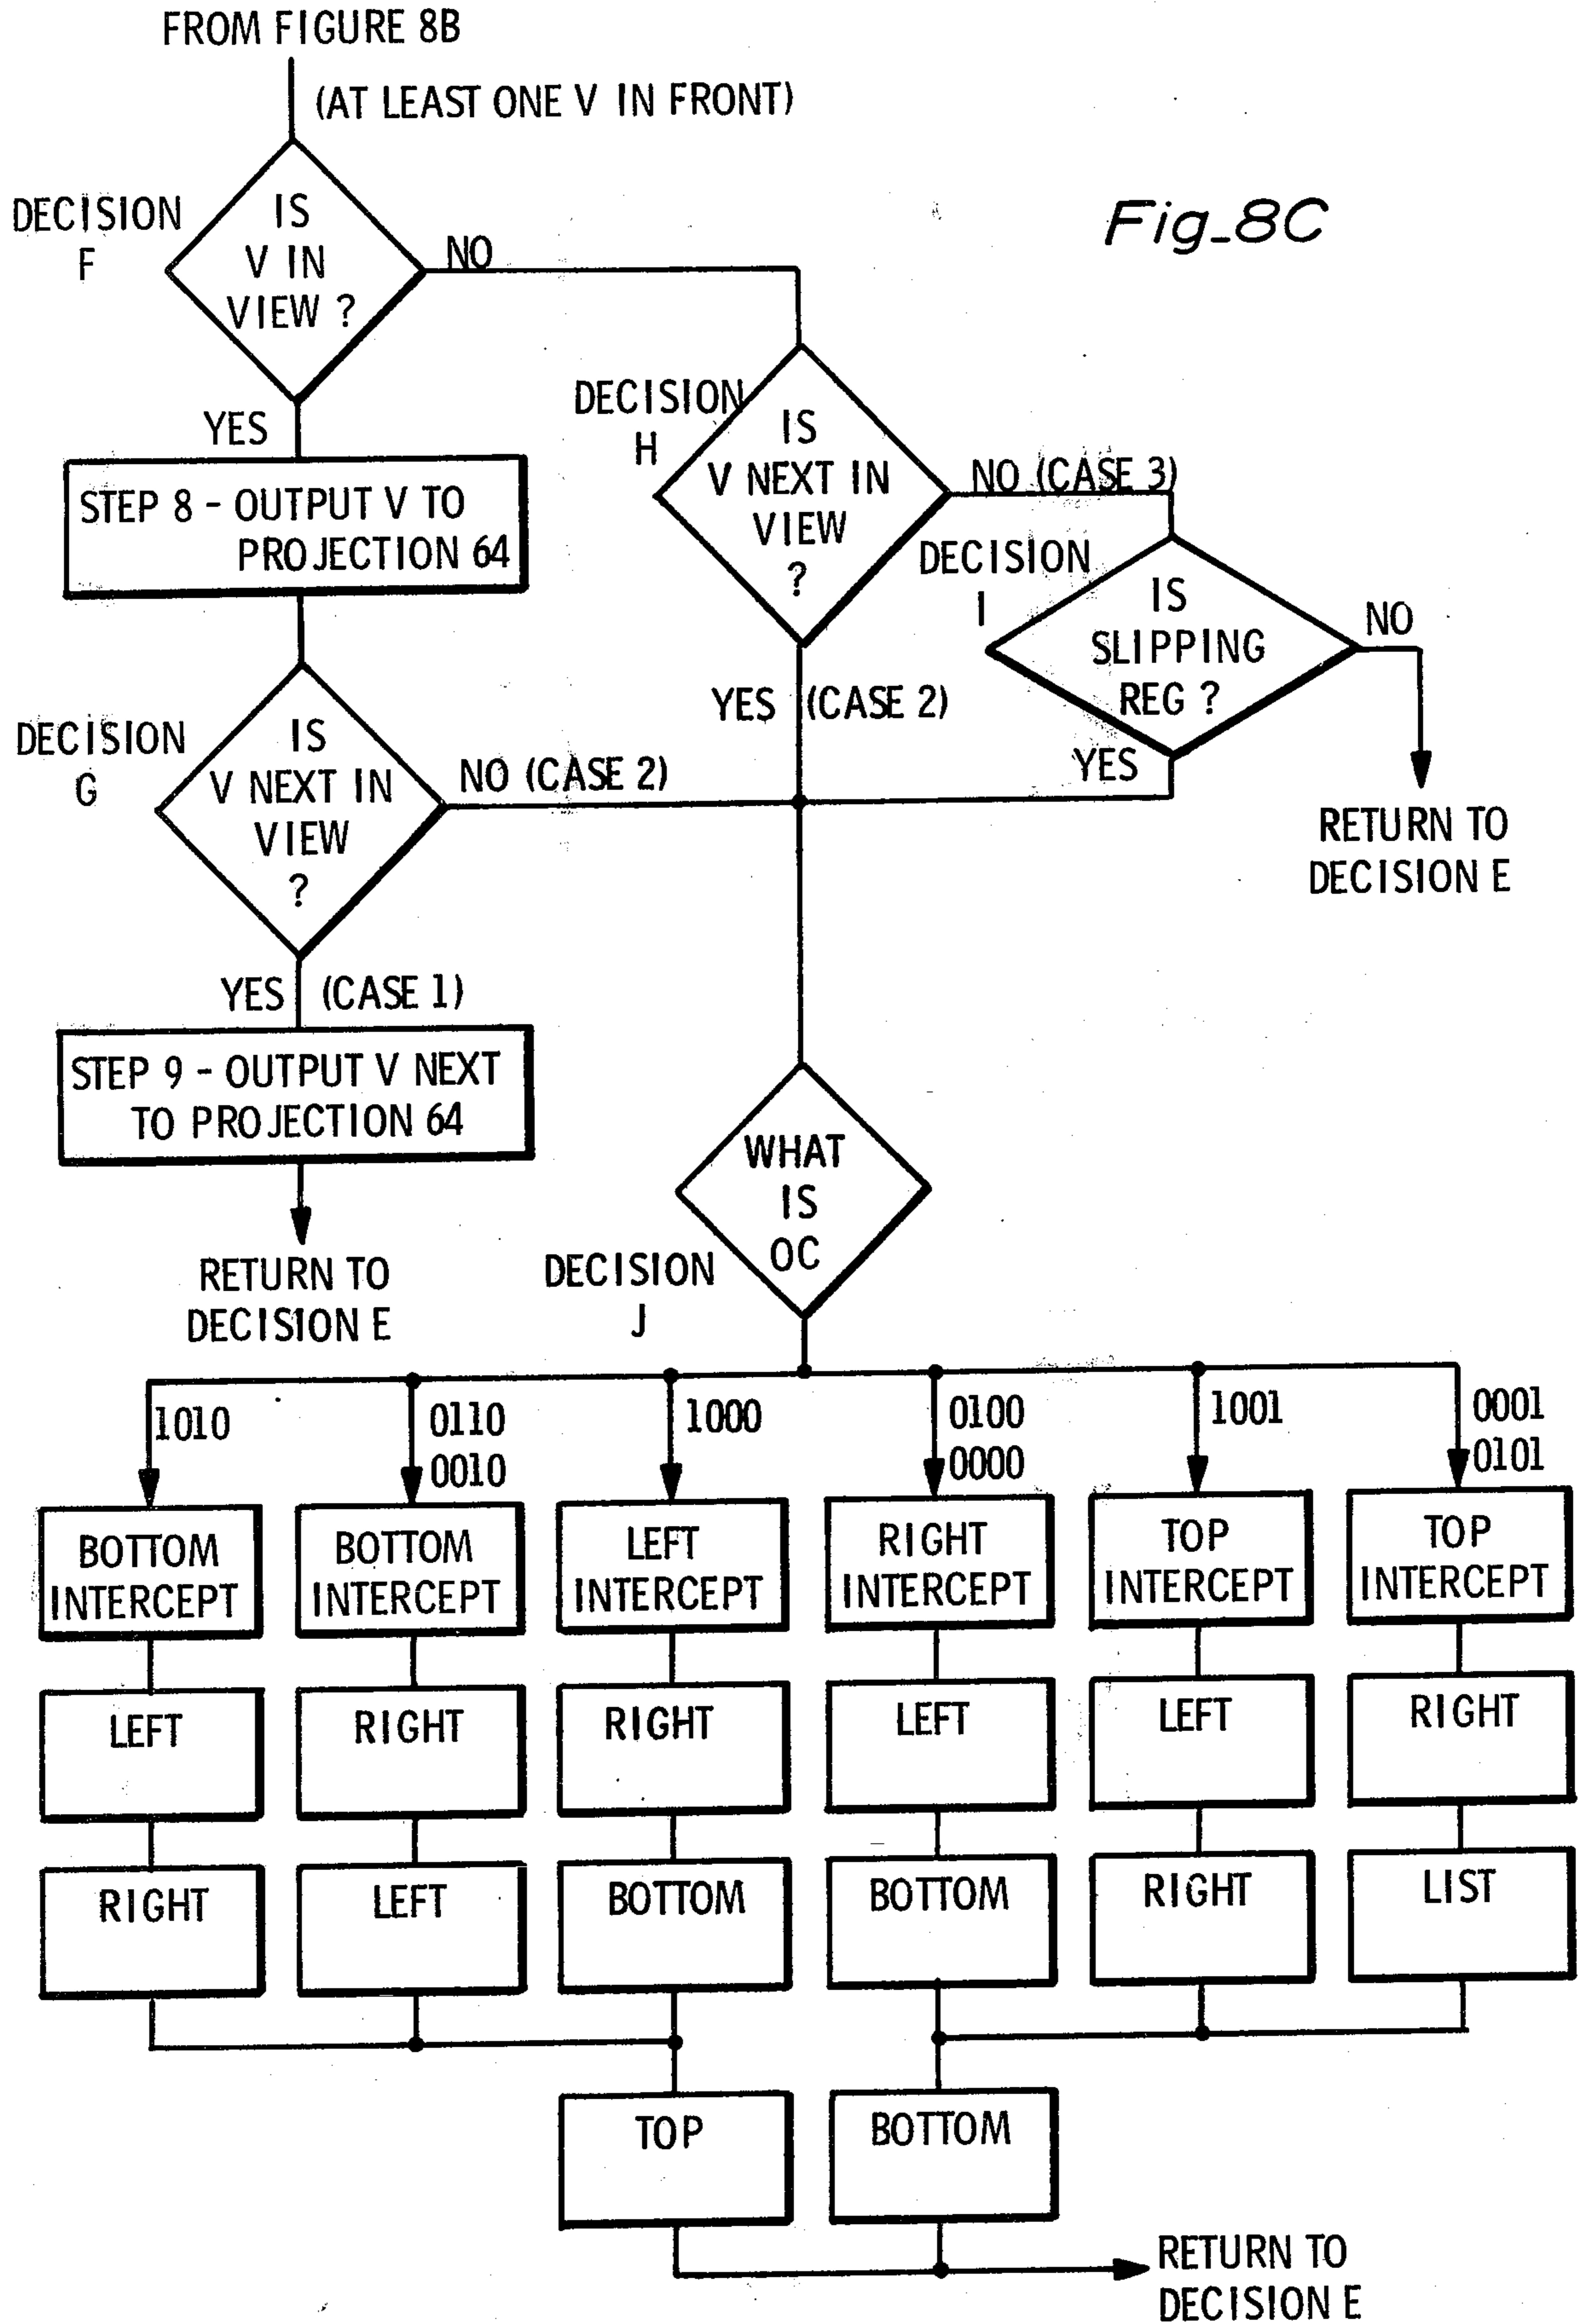 FROM FIGURE 8B
(AT LEAST ONE V IN FRONT)
Fig_8C
DECISION
F
IS
V IN
VIEW ?
NO
YES
DECISION
H
IS
V NEXT IN
VIEW
?
NO (CASE 3)
STEP 8 - OUTPUT V TO
PROJECTION 64
DECISION
I
IS
SLIPPING
REG ?
NO
YES (CASE 2)
YES
DECISION
G
IS
V NEXT IN
VIEW
?
NO (CASE 2)
RETURN TO
DECISION E
YES (CASE 1)
STEP 9 - OUTPUT V NEXT
TO PROJECTION 64
RETURN TO
DECISION E
WHAT
IS
OC
DECISION
J
1010
0110
0010
1000
0100
0000
1001
0001
0101
BOTTOM
INTERCEPT
BOTTOM
INTERCEPT
LEFT
INTERCEPT
RIGHT
INTERCEPT
TOP
INTERCEPT
TOP
INTERCEPT
LEFT
RIGHT
RIGHT
LEFT
LEFT
RIGHT
RIGHT
LEFT
BOTTOM
BOTTOM
RIGHT
LIST
TOP
BOTTOM
RETURN TO
DECISION E